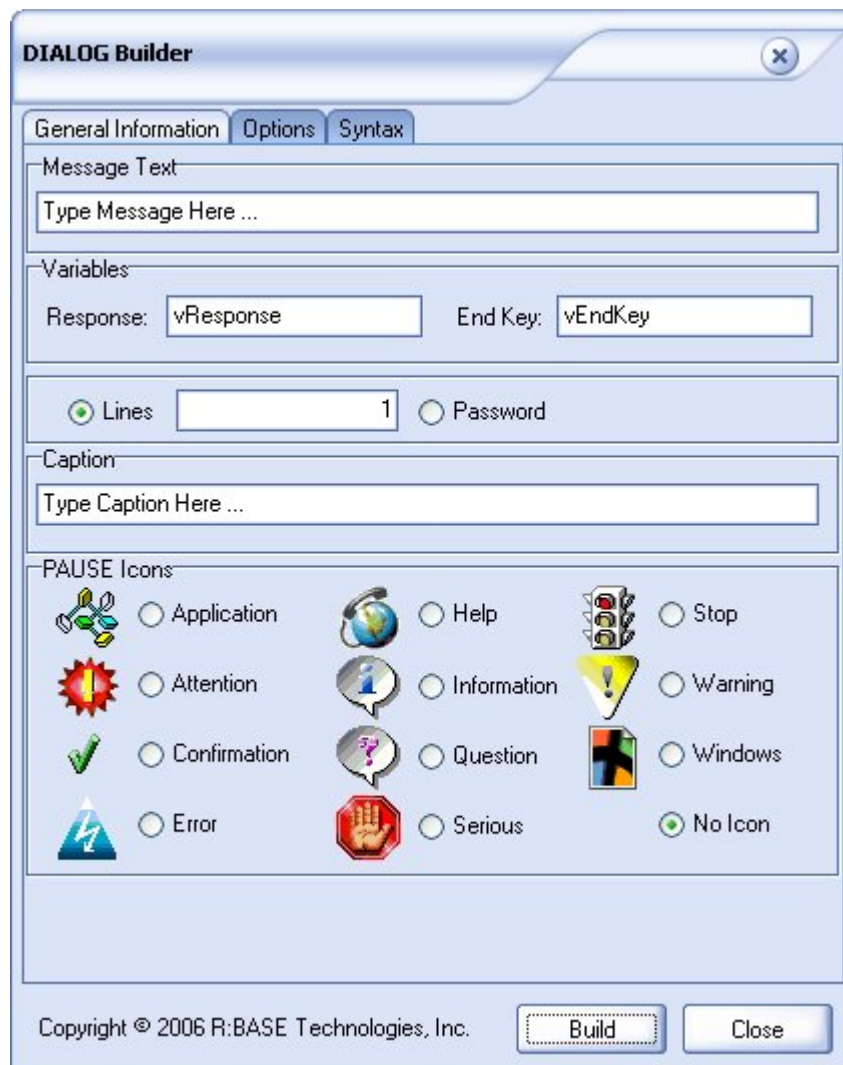 DIALOG Builder
General Information Options Syntax
Message Text
Type Message Here ...
Variables
Response: vResponse End Key: vEndKey
Lines 1 Password
Caption
Type Caption Here ...
PAUSE Icons
Application Help Stop
Attention Information Warning
Confirmation Question Windows
Error Serious No Icon
Copyright © 2006 R:BASE Technologies, Inc. Build Close